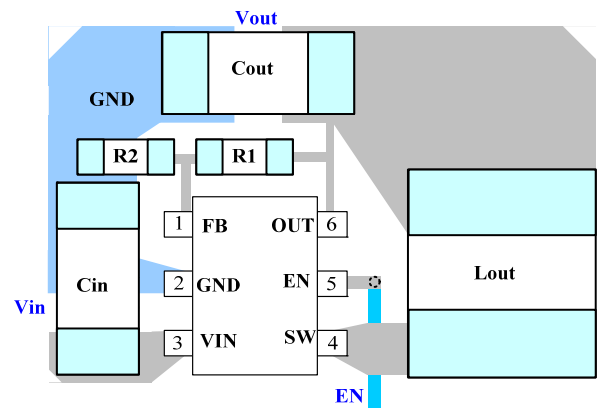 Vout
Cout
GND
R2 R1
1 FB OUT 6
Cin 2 GND EN 5 Lout
Vin
3 VIN SW 4
EN